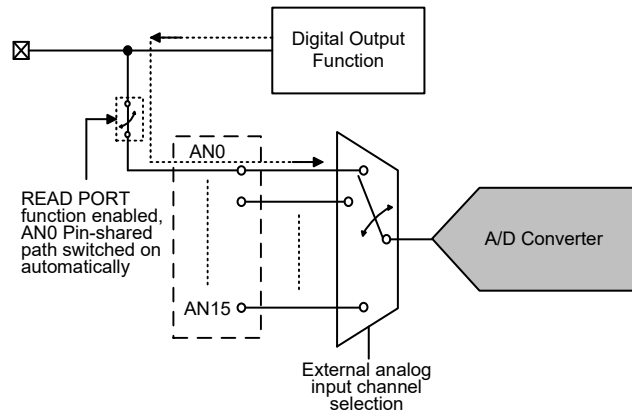 Digital Output
Function
AN0
READ PORT
function enabled,
AN0 Pin-shared
path switched on
automatically
A/D Converter
AN15
External analog
input channel
selection